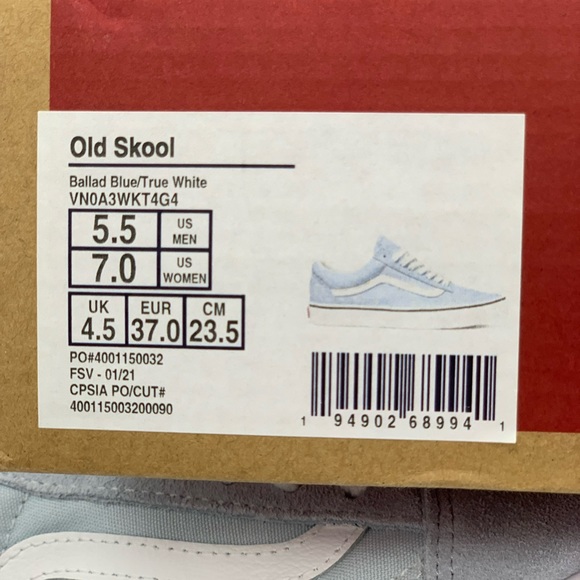 Old Skool
Ballad Blue/True White
VN0A3WKT4G4
5.5 US MEN
7.0 US WOMEN
UK EUR CM
4.5 37.0 23.5
PO#4001150032
FSV - 01/21
CPSIA PO/CUT#
400115003200090
1 94902 68994 1